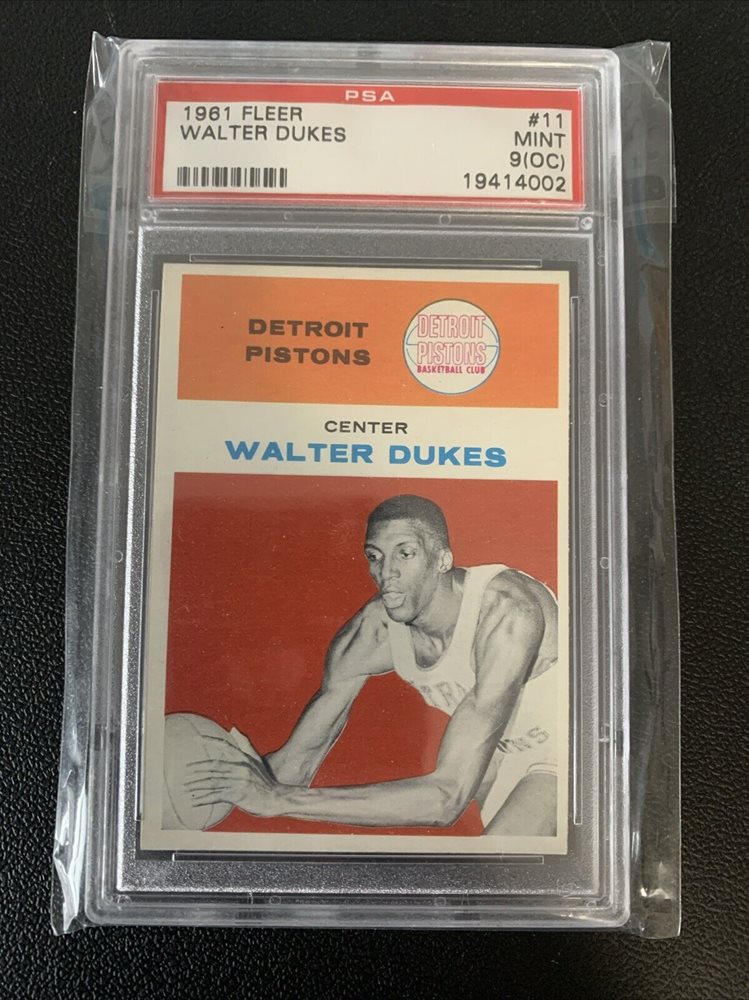 PSA
1961 FLEER #11
WALTER DUKES MINT
9(OC)
19414002
DETROIT
PISTONS
DETROIT
PISTONS
BASKETBALL CLUB
CENTER
WALTER DUKES